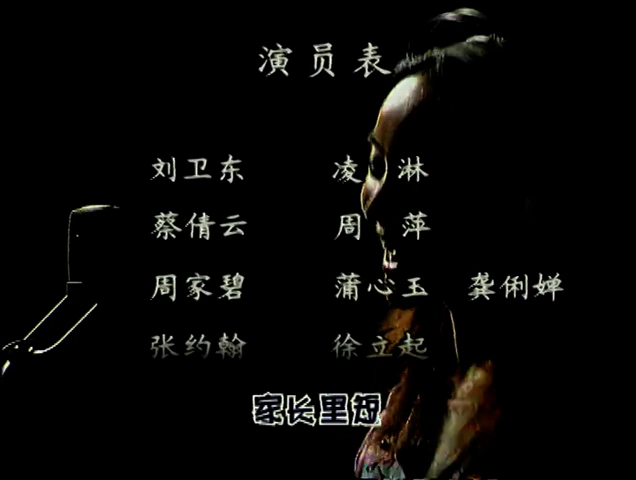 演员表
刘卫东 凌淋
蔡倩云 周萍
周家碧 蒲心玉 龚俐婵
张约翰 徐立起
家长里短